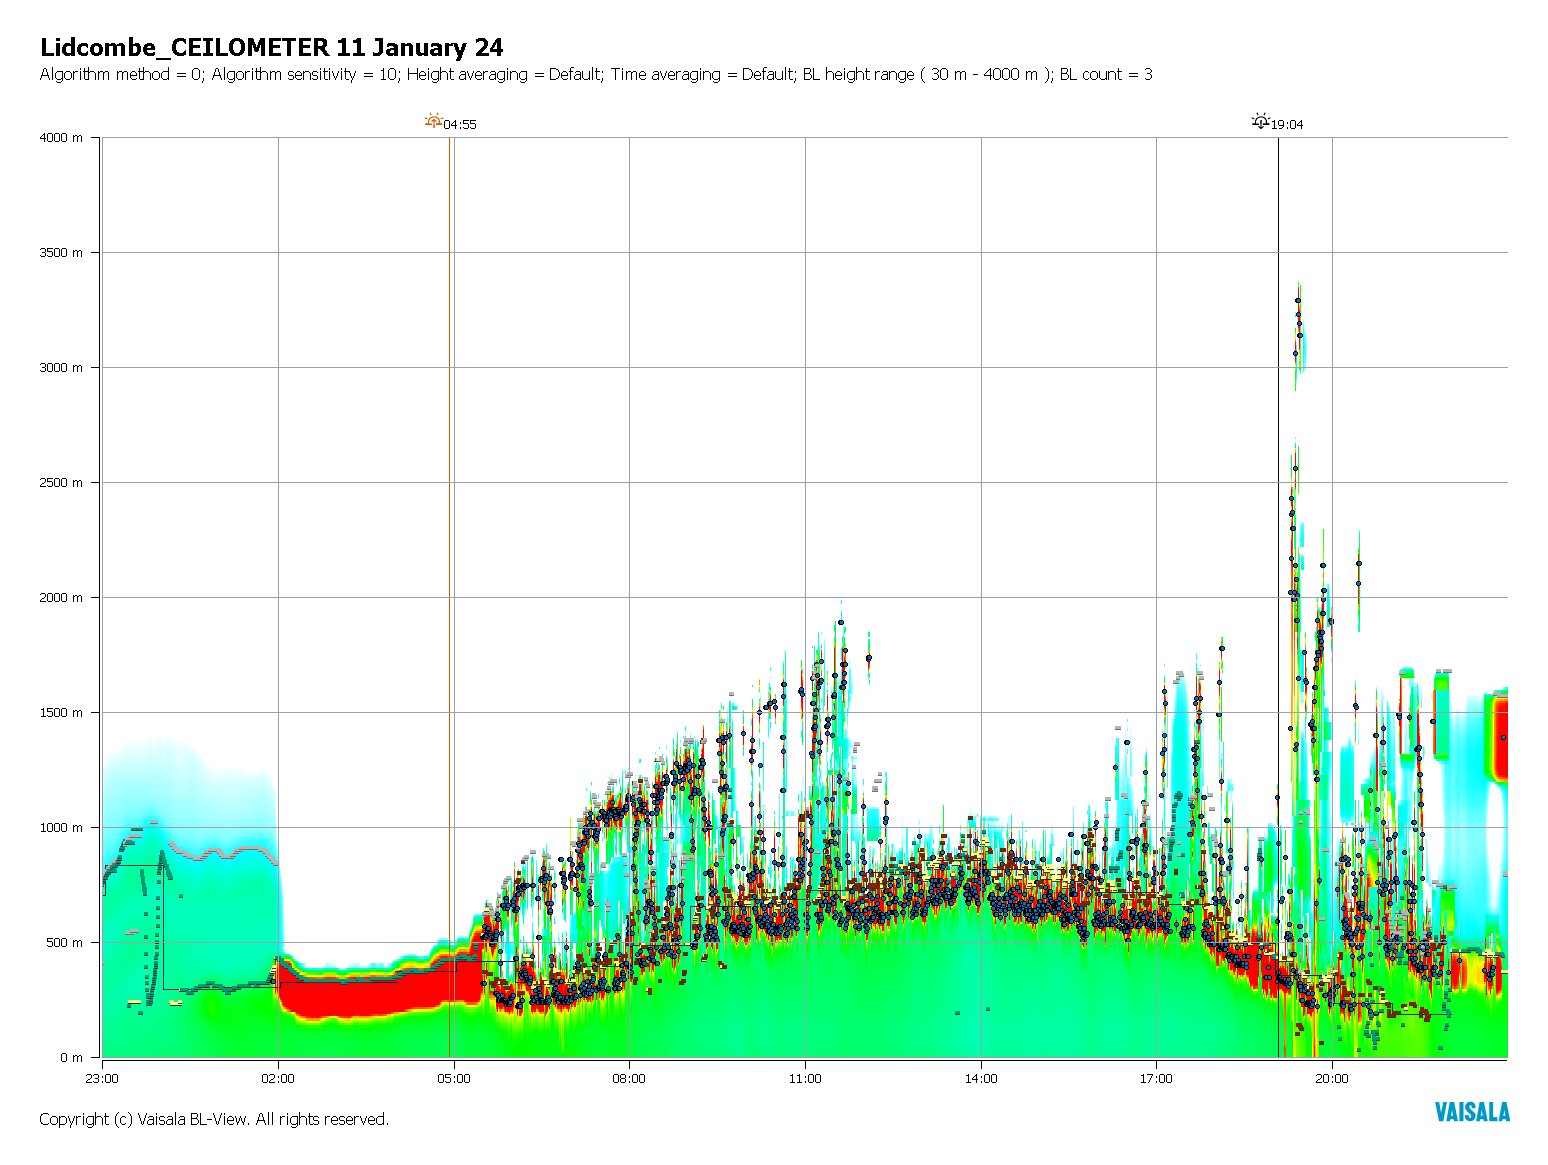 Lidcombe_CEILOMETER 11 January 24
Algorithm method = 0; Algorithm sensitivity = 10; Height averaging = Default; Time averaging = Default; BL height range ( 30 m - 4000 m ); BL count = 3
04:55
19:04
4000 m
3500 m
3000 m
2500 m
2000 m
1500 m
1000 m
500 m
0 m
23:00
02:00
05:00
08:00
11:00
14:00
17:00
20:00
Copyright (c) Vaisala BL-View. All rights reserved.
VAISALA